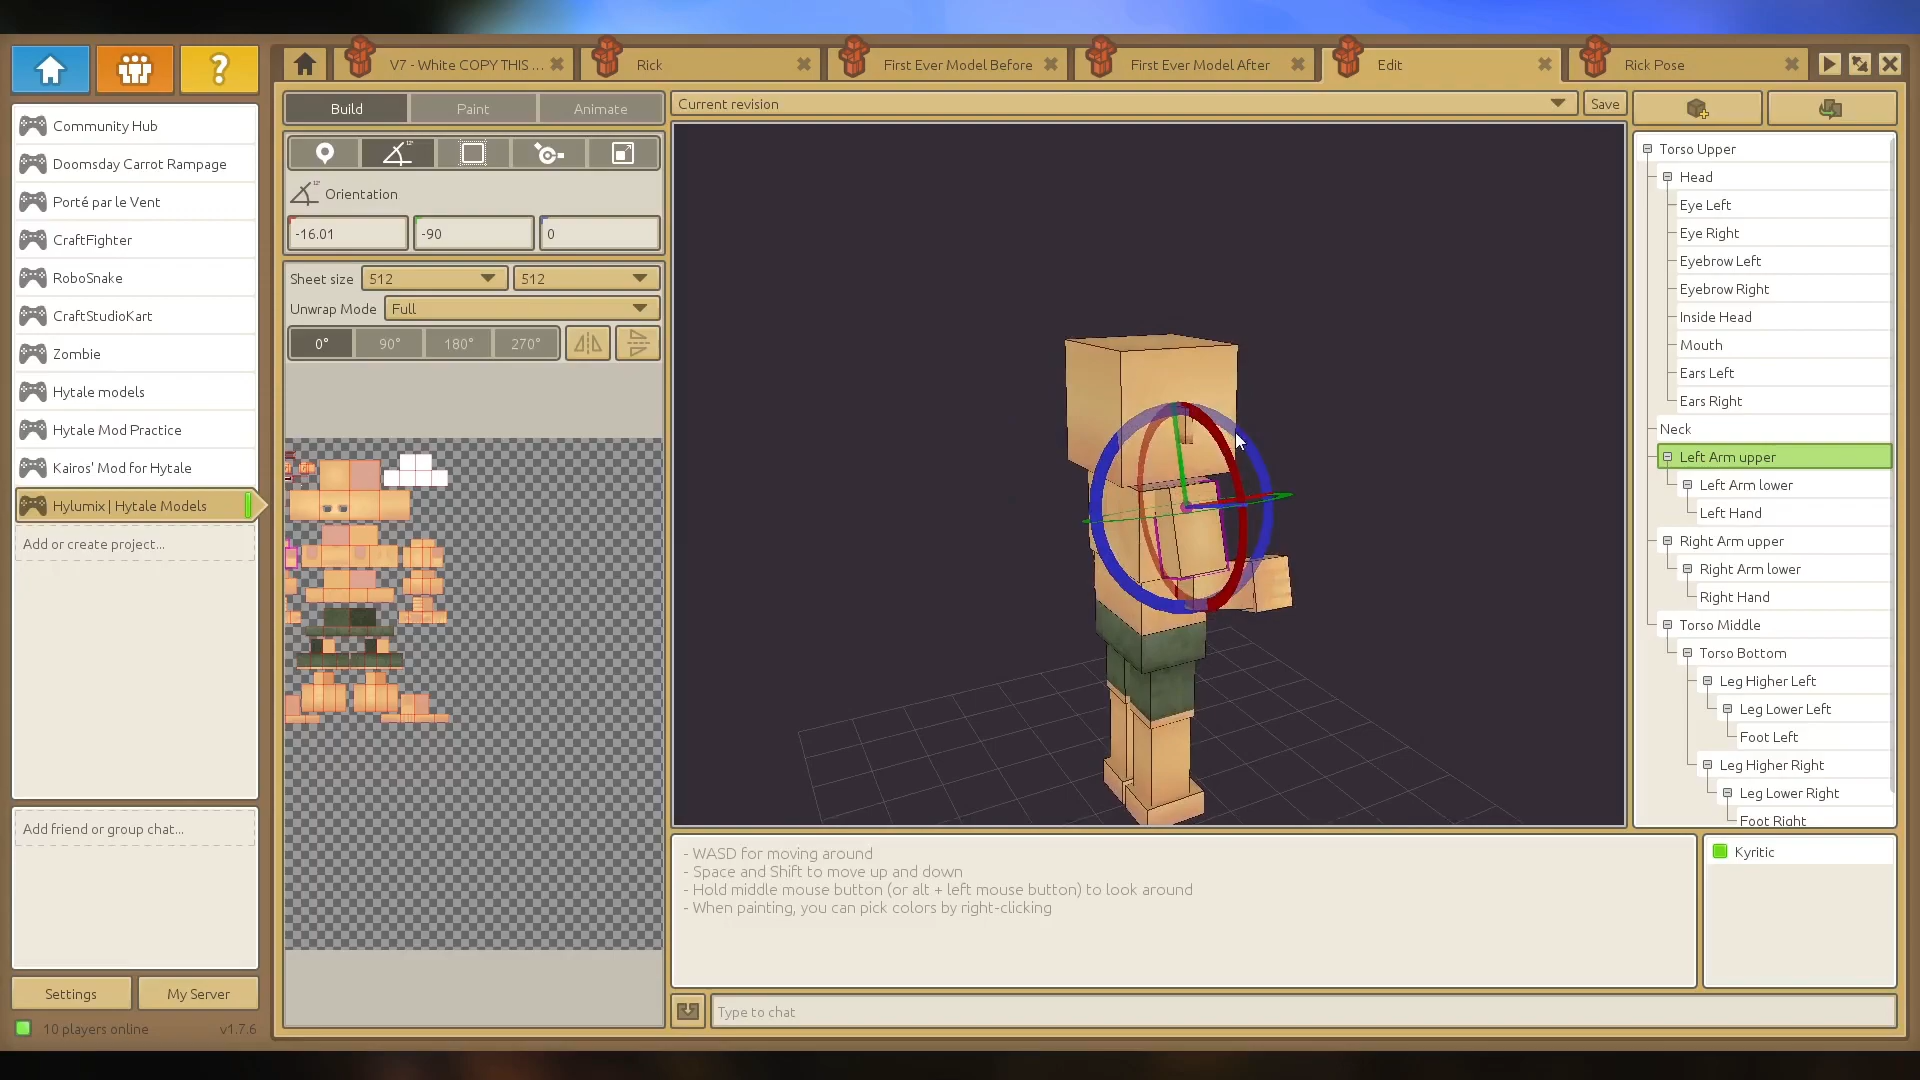 V7 - White COPY THIS ...
Rick
First Ever Model Before
First Ever Model After
Edit
Rick Pose
Community Hub
Doomsday Carrot Rampage
Porté par le Vent
CraftFighter
RoboSnake
CraftStudioKart
Zombie
Hytale models
Hytale Mod Practice
Kairos' Mod for Hytale
Hylumix | Hytale Models
Add or create project...
Add friend or group chat...
Settings
My Server
10 players online
v1.7.6
Build
Paint
Animate
Orientation
-16.01
-90
0
Sheet size
512
512
Unwrap Mode
Full
0°
90°
180°
270°
Current revision
Save
- WASD for moving around
- Space and Shift to move up and down
- Hold middle mouse button (or alt + left mouse button) to look around
- When painting, you can pick colors by right-clicking
Type to chat
Torso Upper
Head
Eye Left
Eye Right
Eyebrow Left
Eyebrow Right
Inside Head
Mouth
Ears Left
Ears Right
Neck
Left Arm upper
Left Arm lower
Left Hand
Right Arm upper
Right Arm lower
Right Hand
Torso Middle
Torso Bottom
Leg Higher Left
Leg Lower Left
Foot Left
Leg Higher Right
Leg Lower Right
Foot Right
Kyritic